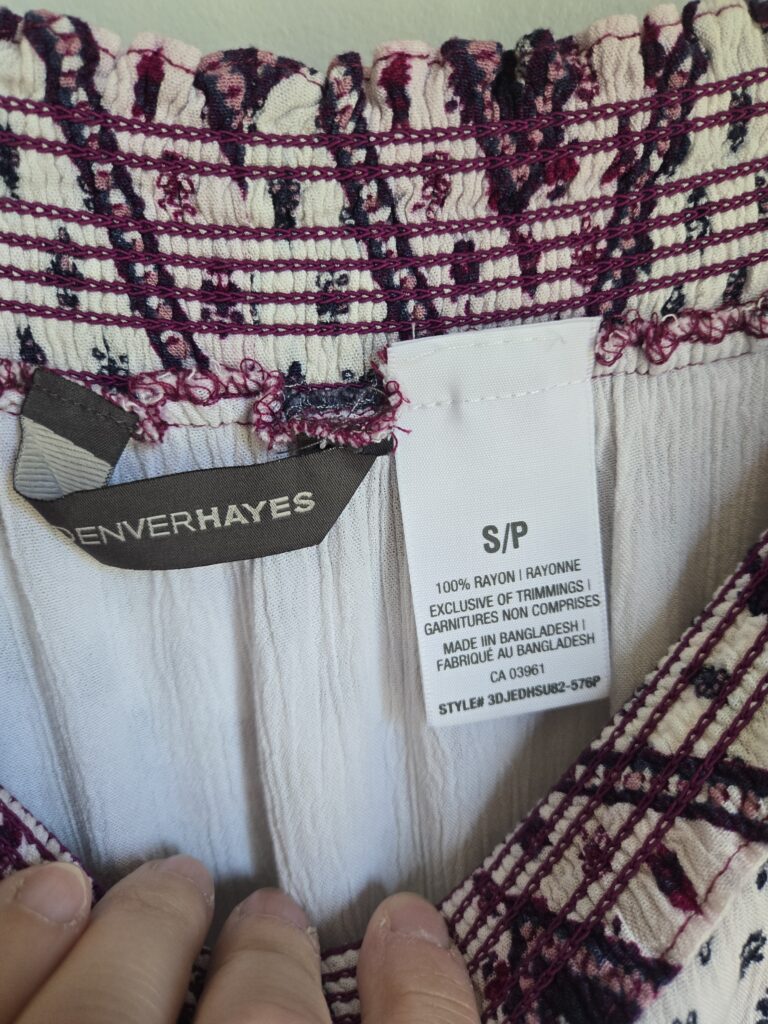 DENVERHAYES
S/P
100% RAYON | RAYONNE
EXCLUSIVE OF TRIMMINGS |
GARNITURES NON COMPRISES
MADE IIN BANGLADESH |
FABRIQUÉ AU BANGLADESH
CA 03961
STYLE# 3DJEDHSU82-576P